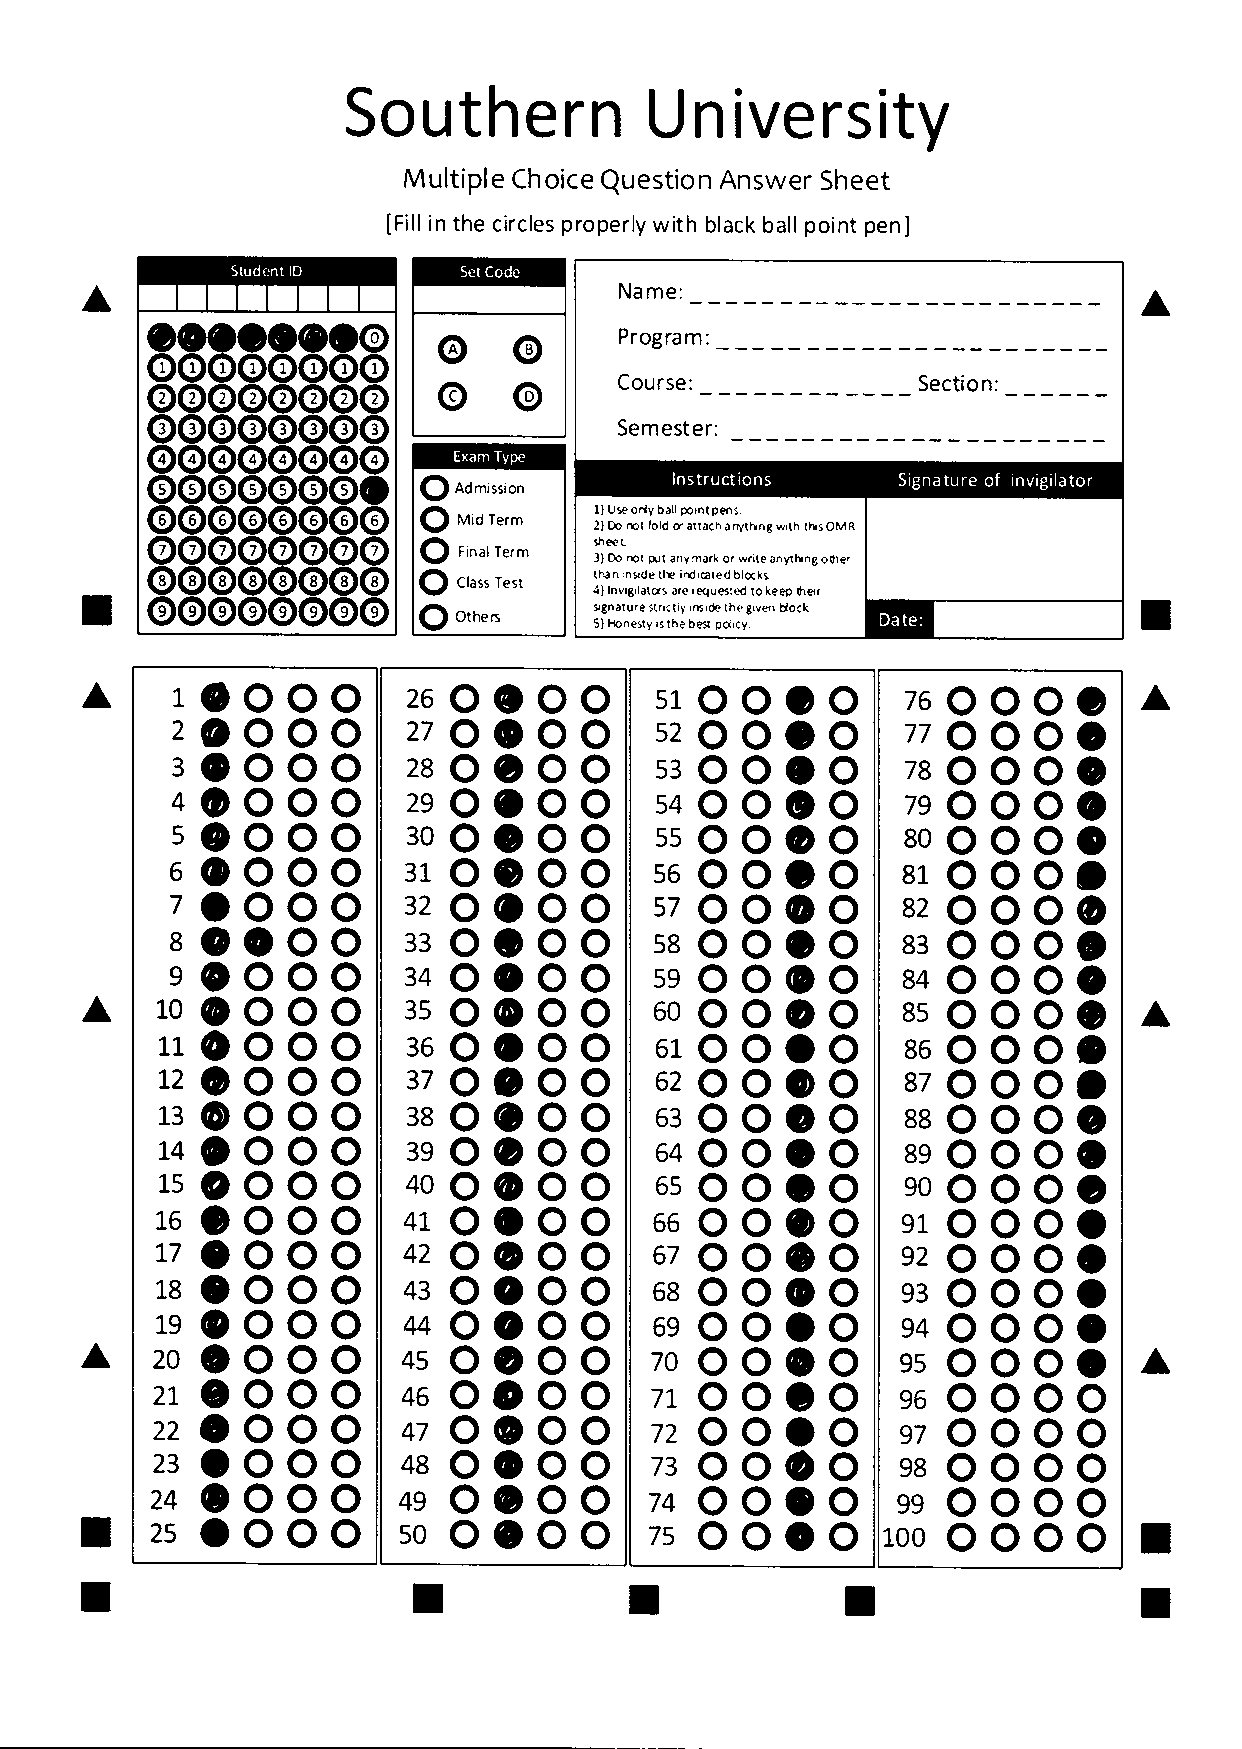 Southern University
Multiple Choice Question Answer Sheet
[Fill in the circles properly with black ball point pen]
Student ID
0
1 1 1 1 1 1 1 1
2 2 2 2 2 2 2 2
3 3 3 3 3 3 3 3
4 4 4 4 4 4 4 4
5 5 5 5 5 5 5
6 6 6 6 6 6 6 6
7 7 7 7 7 7 7 7
8 8 8 8 8 8 8 8
9 9 9 9 9 9 9 9
Set Code
A B
C D
Exam Type
Admission
Mid Term
Final Term
Class Test
Others
Name:
Program:
Course: Section:
Semester:
Instructions
1) Use only ball point pens.
2) Do not fold or attach anything with this OMR
sheet.
3) Do not put any mark or write anything other
than inside the indicated blocks.
4) Invigilators are requested to keep their
signature strictly inside the given block
5) Honesty is the best policy.
Signature of invigilator
Date:
1
2
3
4
5
6
7
8
9
10
11
12
13
14
15
16
17
18
19
20
21
22
23
24
25
26
27
28
29
30
31
32
33
34
35
36
37
38
39
40
41
42
43
44
45
46
47
48
49
50
51
52
53
54
55
56
57
58
59
60
61
62
63
64
65
66
67
68
69
70
71
72
73
74
75
76
77
78
79
80
81
82
83
84
85
86
87
88
89
90
91
92
93
94
95
96
97
98
99
100